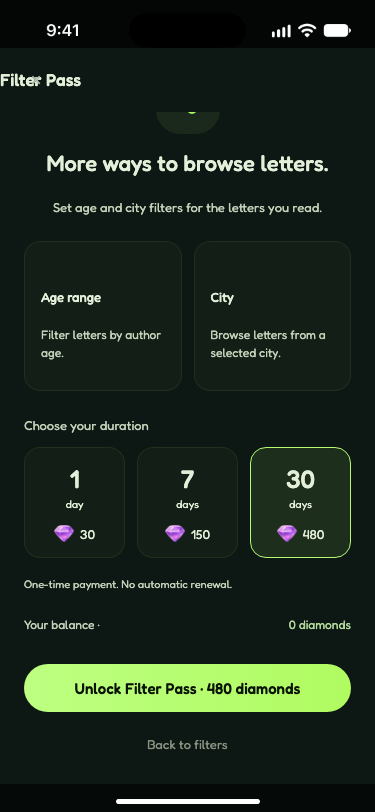 9:41
Filter Pass
More ways to browse letters.
Set age and city filters for the letters you read.
Age range
Filter letters by author
age.
City
Browse letters from a
selected city.
Choose your duration
1
day
30
7
days
150
30
days
480
One-time payment. No automatic renewal.
Your balance ·
0 diamonds
Unlock Filter Pass · 480 diamonds
Back to filters